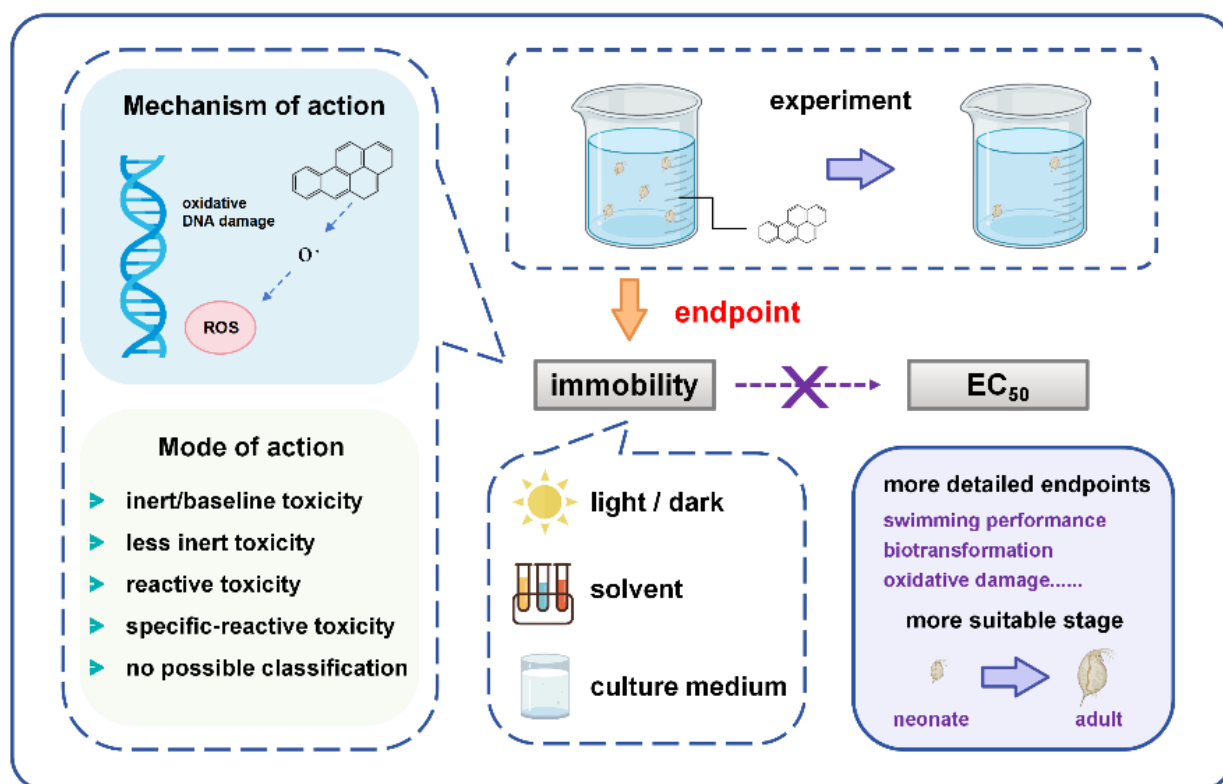 Mechanism of action
oxidative
DNA damage
O·
ROS
Mode of action
inert/baseline toxicity
less inert toxicity
reactive toxicity
specific-reactive toxicity
no possible classification
experiment
endpoint
immobility
EC50
light / dark
solvent
culture medium
more detailed endpoints
swimming performance
biotransformation
oxidative damage......
more suitable stage
neonate
adult